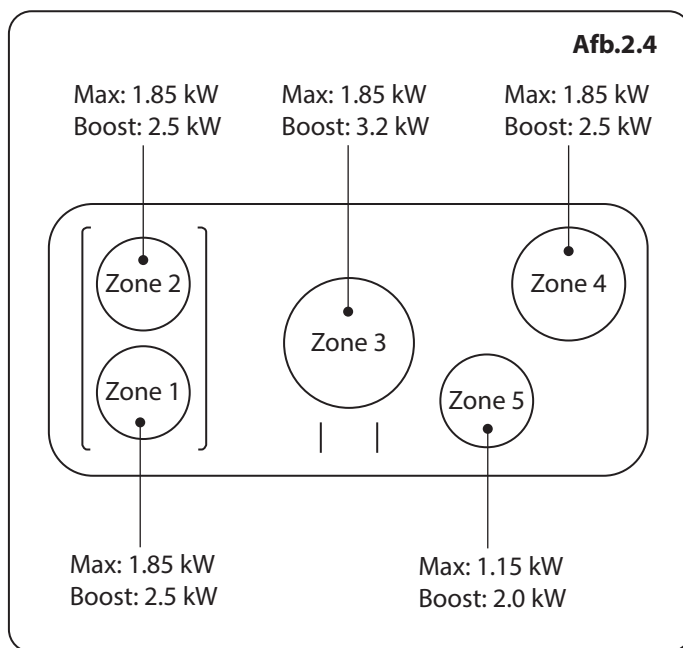 Afb.2.4
Max: 1.85 kW
Boost: 2.5 kW
Max: 1.85 kW
Boost: 3.2 kW
Max: 1.85 kW
Boost: 2.5 kW
Zone 2
Zone 4
Zone 3
Zone 1
Zone 5
Max: 1.85 kW
Boost: 2.5 kW
Max: 1.15 kW
Boost: 2.0 kW